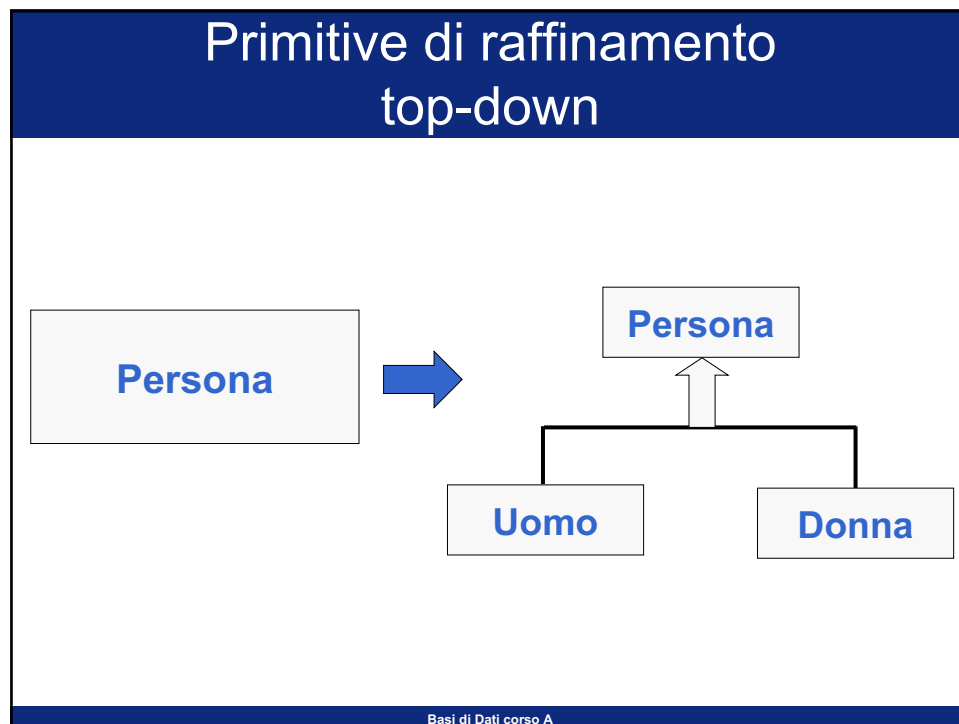 Primitive di raffinamento
top-down
Persona
Persona
Uomo
Donna
Basi di Dati corso A